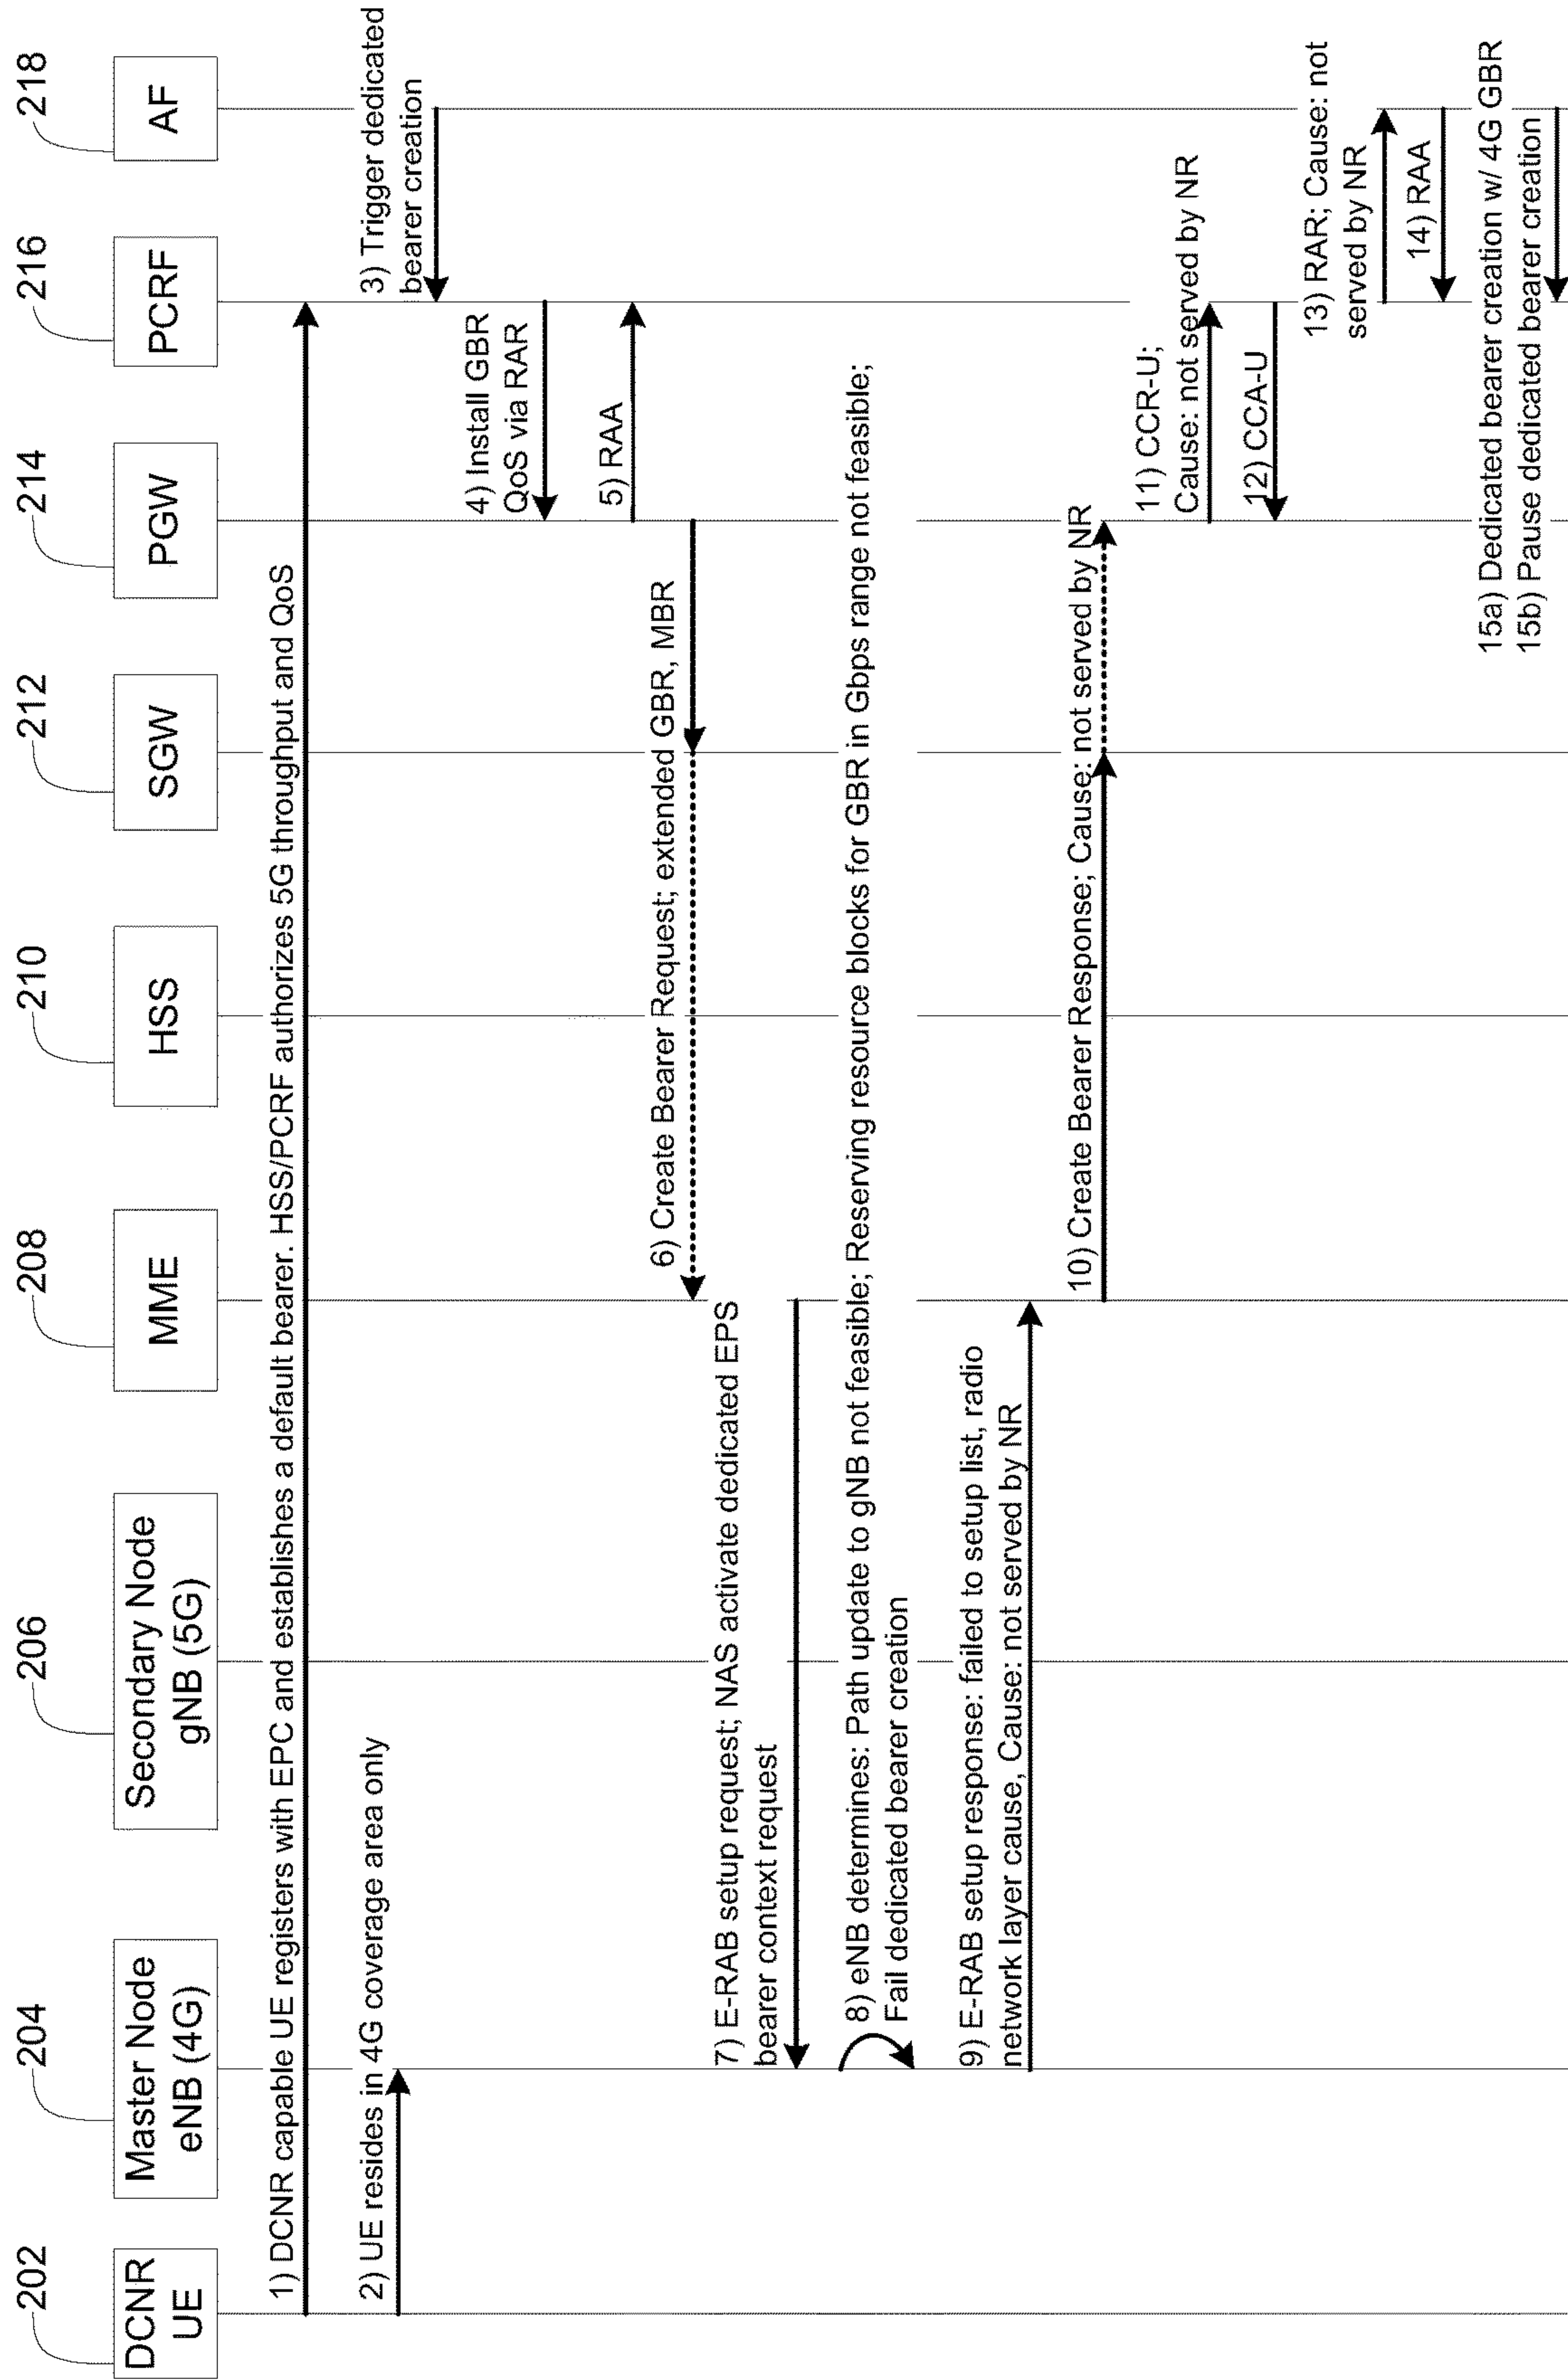 202
204
206
208
210
212
214
216
218
DCNR
UE
Master Node
eNB (4G)
Secondary Node
gNB (5G)
MME
HSS
SGW
PGW
PCRF
AF
1) DCNR capable UE registers with EPC and establishes a default bearer. HSS/PCRF authorizes 5G throughput and QoS
2) UE resides in 4G coverage area only
3) Trigger dedicated
bearer creation
4) Install GBR
QoS via RAR
5) RAA
6) Create Bearer Request; extended GBR, MBR
7) E-RAB setup request; NAS activate dedicated EPS
bearer context request
8) eNB determines: Path update to gNB not feasible; Reserving resource blocks for GBR in Gbps range not feasible;
Fail dedicated bearer creation
9) E-RAB setup response: failed to setup list, radio
network layer cause, Cause: not served by NR
10) Create Bearer Response; Cause: not served by NR
11) CCR-U;
Cause: not served by NR
12) CCA-U
13) RAR; Cause: not
served by NR
14) RAA
15a) Dedicated bearer creation w/ 4G GBR
15b) Pause dedicated bearer creation